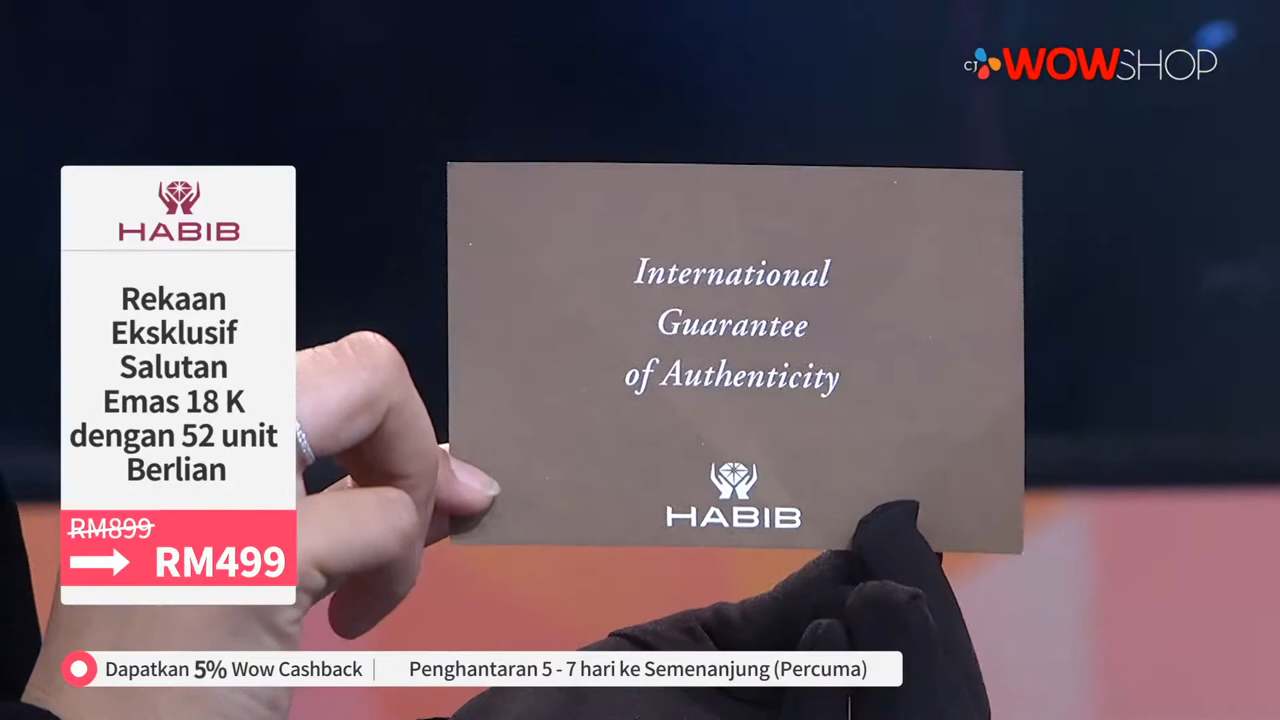 CJ WOWSHOP
HABIB
Rekaan
Eksklusif
Salutan
Emas 18 K
dengan 52 unit
Berlian
RM899
RM499
International
Guarantee
of Authenticity
HABIB
Dapatkan 5% Wow Cashback
Penghantaran 5 - 7 hari ke Semenanjung (Percuma)